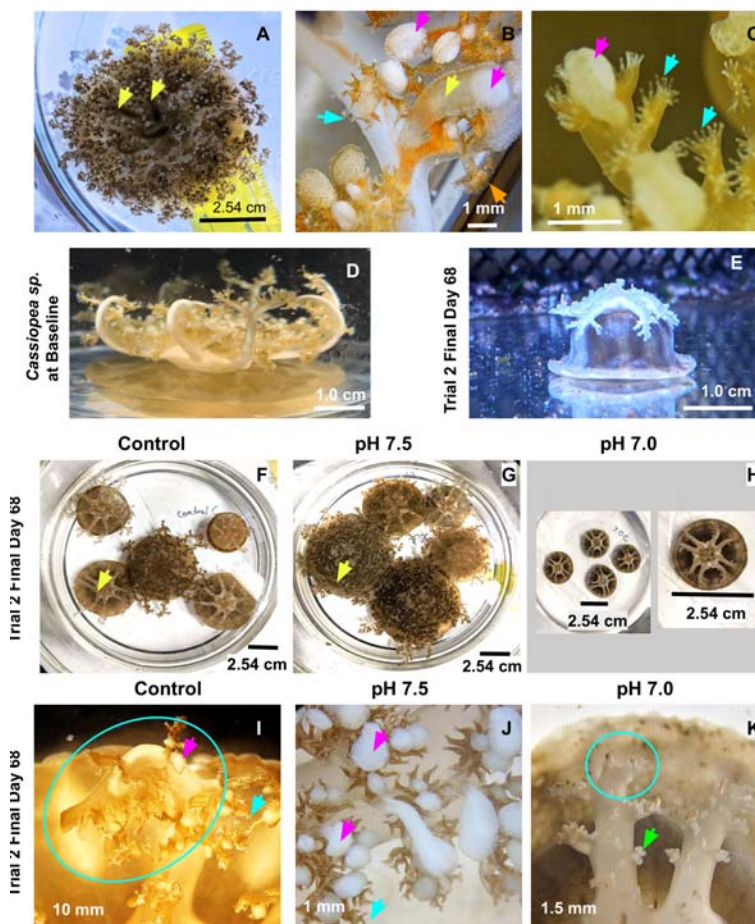 A
B
C
2.54 cm
1 mm
1 mm
Cassiopea sp.
at Baseline
D
1.0 cm
Trial 2 Final Day 68
E
1.0 cm
Control
pH 7.5
pH 7.0
Trial 2 Final Day 68
F
control C
2.54 cm
G
2.54 cm
H
2.54 cm
2.54 cm
Control
pH 7.5
pH 7.0
Trial 2 Final Day 68
I
10 mm
J
1 mm
K
1.5 mm